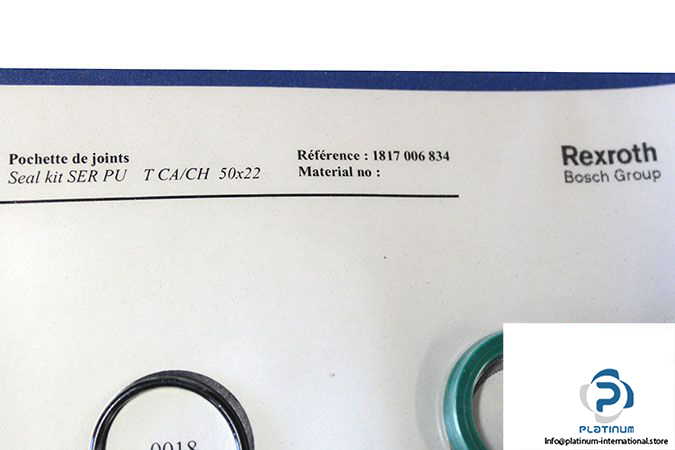 Pochette de joints
Seal kit SER PU T CA/CH 50x22
Référence : 1817 006 834
Material no :
Rexroth
Bosch Group
0018
PLATINUM
Info@platinum-international.store